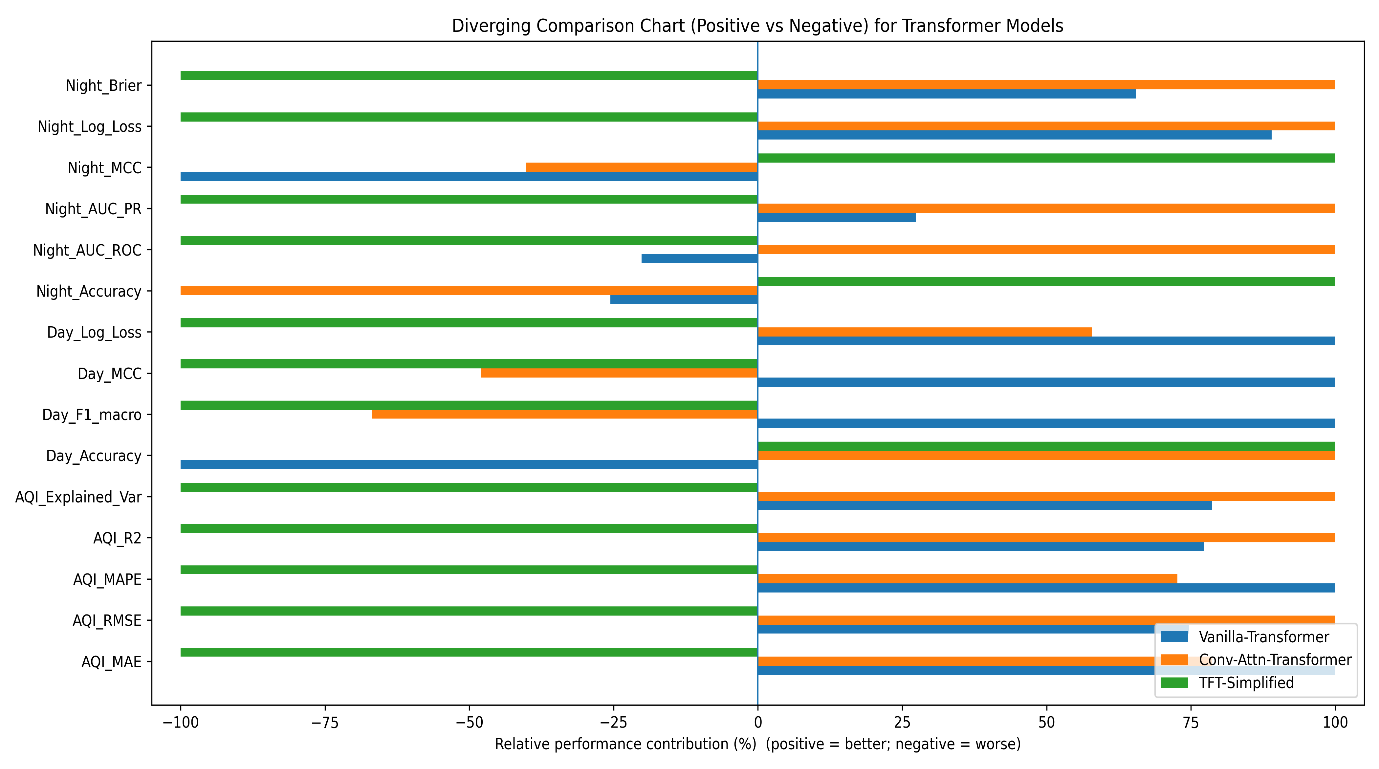 Diverging Comparison Chart (Positive vs Negative) for Transformer Models
Night_Brier
Night_Log_Loss
Night_MCC
Night_AUC_PR
Night_AUC_ROC
Night_Accuracy
Day_Log_Loss
Day_MCC
Day_F1_macro
Day_Accuracy
AQI_Explained_Var
AQI_R2
AQI_MAPE
AQI_RMSE
AQI_MAE
Vanilla-Transformer
Conv-Attn-Transformer
TFT-Simplified
−100 −75 −50 −25 0 25 50 75 100
Relative performance contribution (%)  (positive = better; negative = worse)